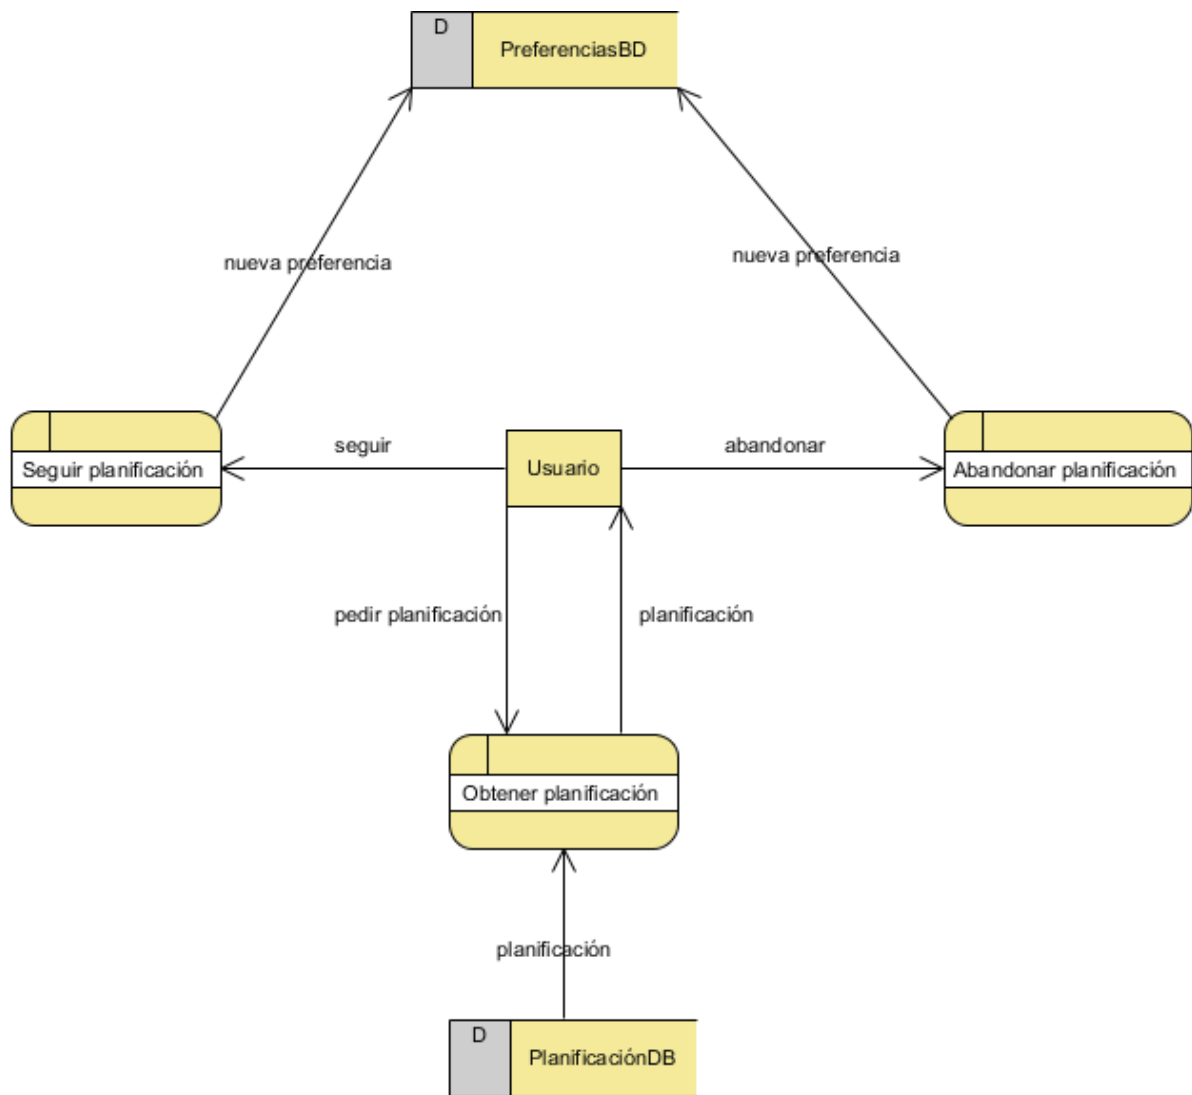 D
PreferenciasBD
nueva preferencia
nueva preferencia
seguir
abandonar
Seguir planificación
Usuario
Abandonar planificación
pedir planificación
planificación
Obtener planificación
planificación
D
PlanificaciónDB